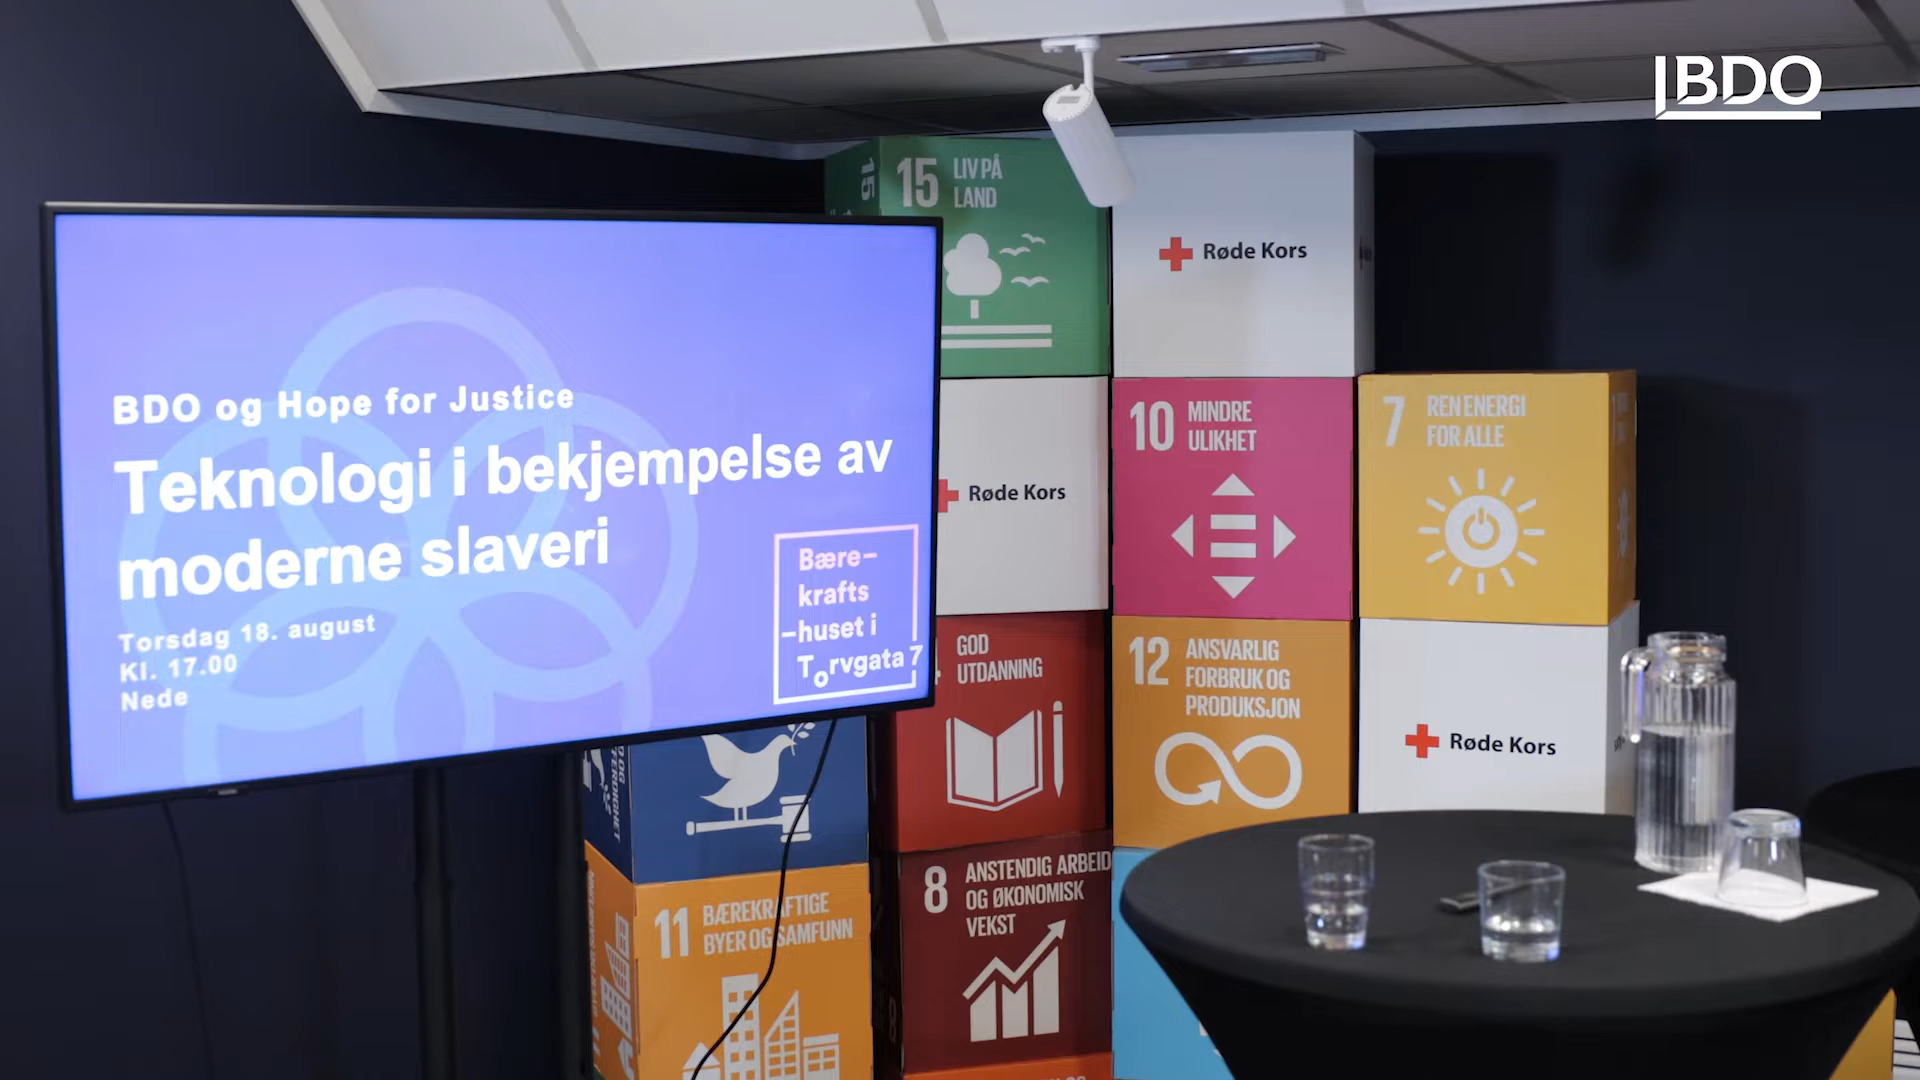 BDO
BDO og Hope for Justice
Teknologi i bekjempelse av
moderne slaveri
Torsdag 18. august
Kl. 17.00
Nede
Bære–
krafts
–huset i
Torvgata 7
15
15 LIV PÅ
LAND
Røde Kors
Røde Kors
10 MINDRE
ULIKHET
7 REN ENERGI
FOR ALLE
GOD
UTDANNING
12 ANSVARLIG
FORBRUK OG
PRODUKSJON
Røde Kors
11 BÆREKRAFTIGE
BYER OG SAMFUNN
8 ANSTENDIG ARBEID
OG ØKONOMISK
VEKST